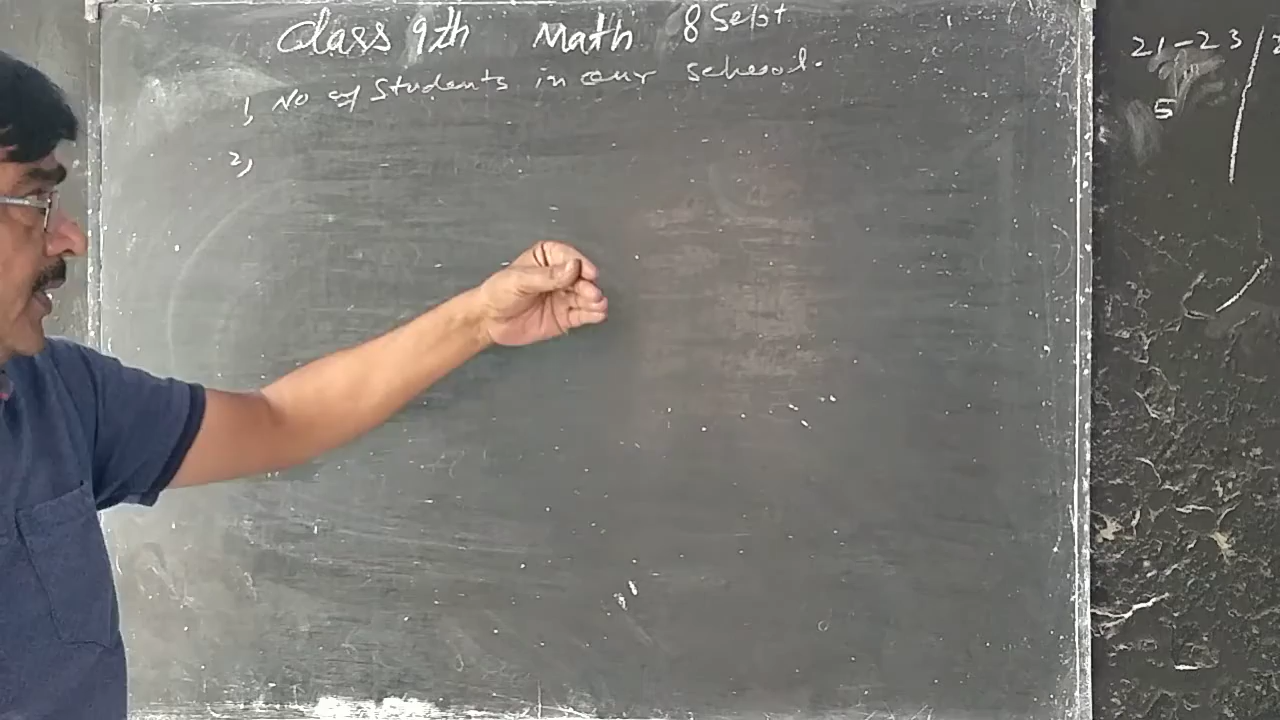 Class 9th Math 8 Sept
1, No of Students in our school.
2,
21-23/
5